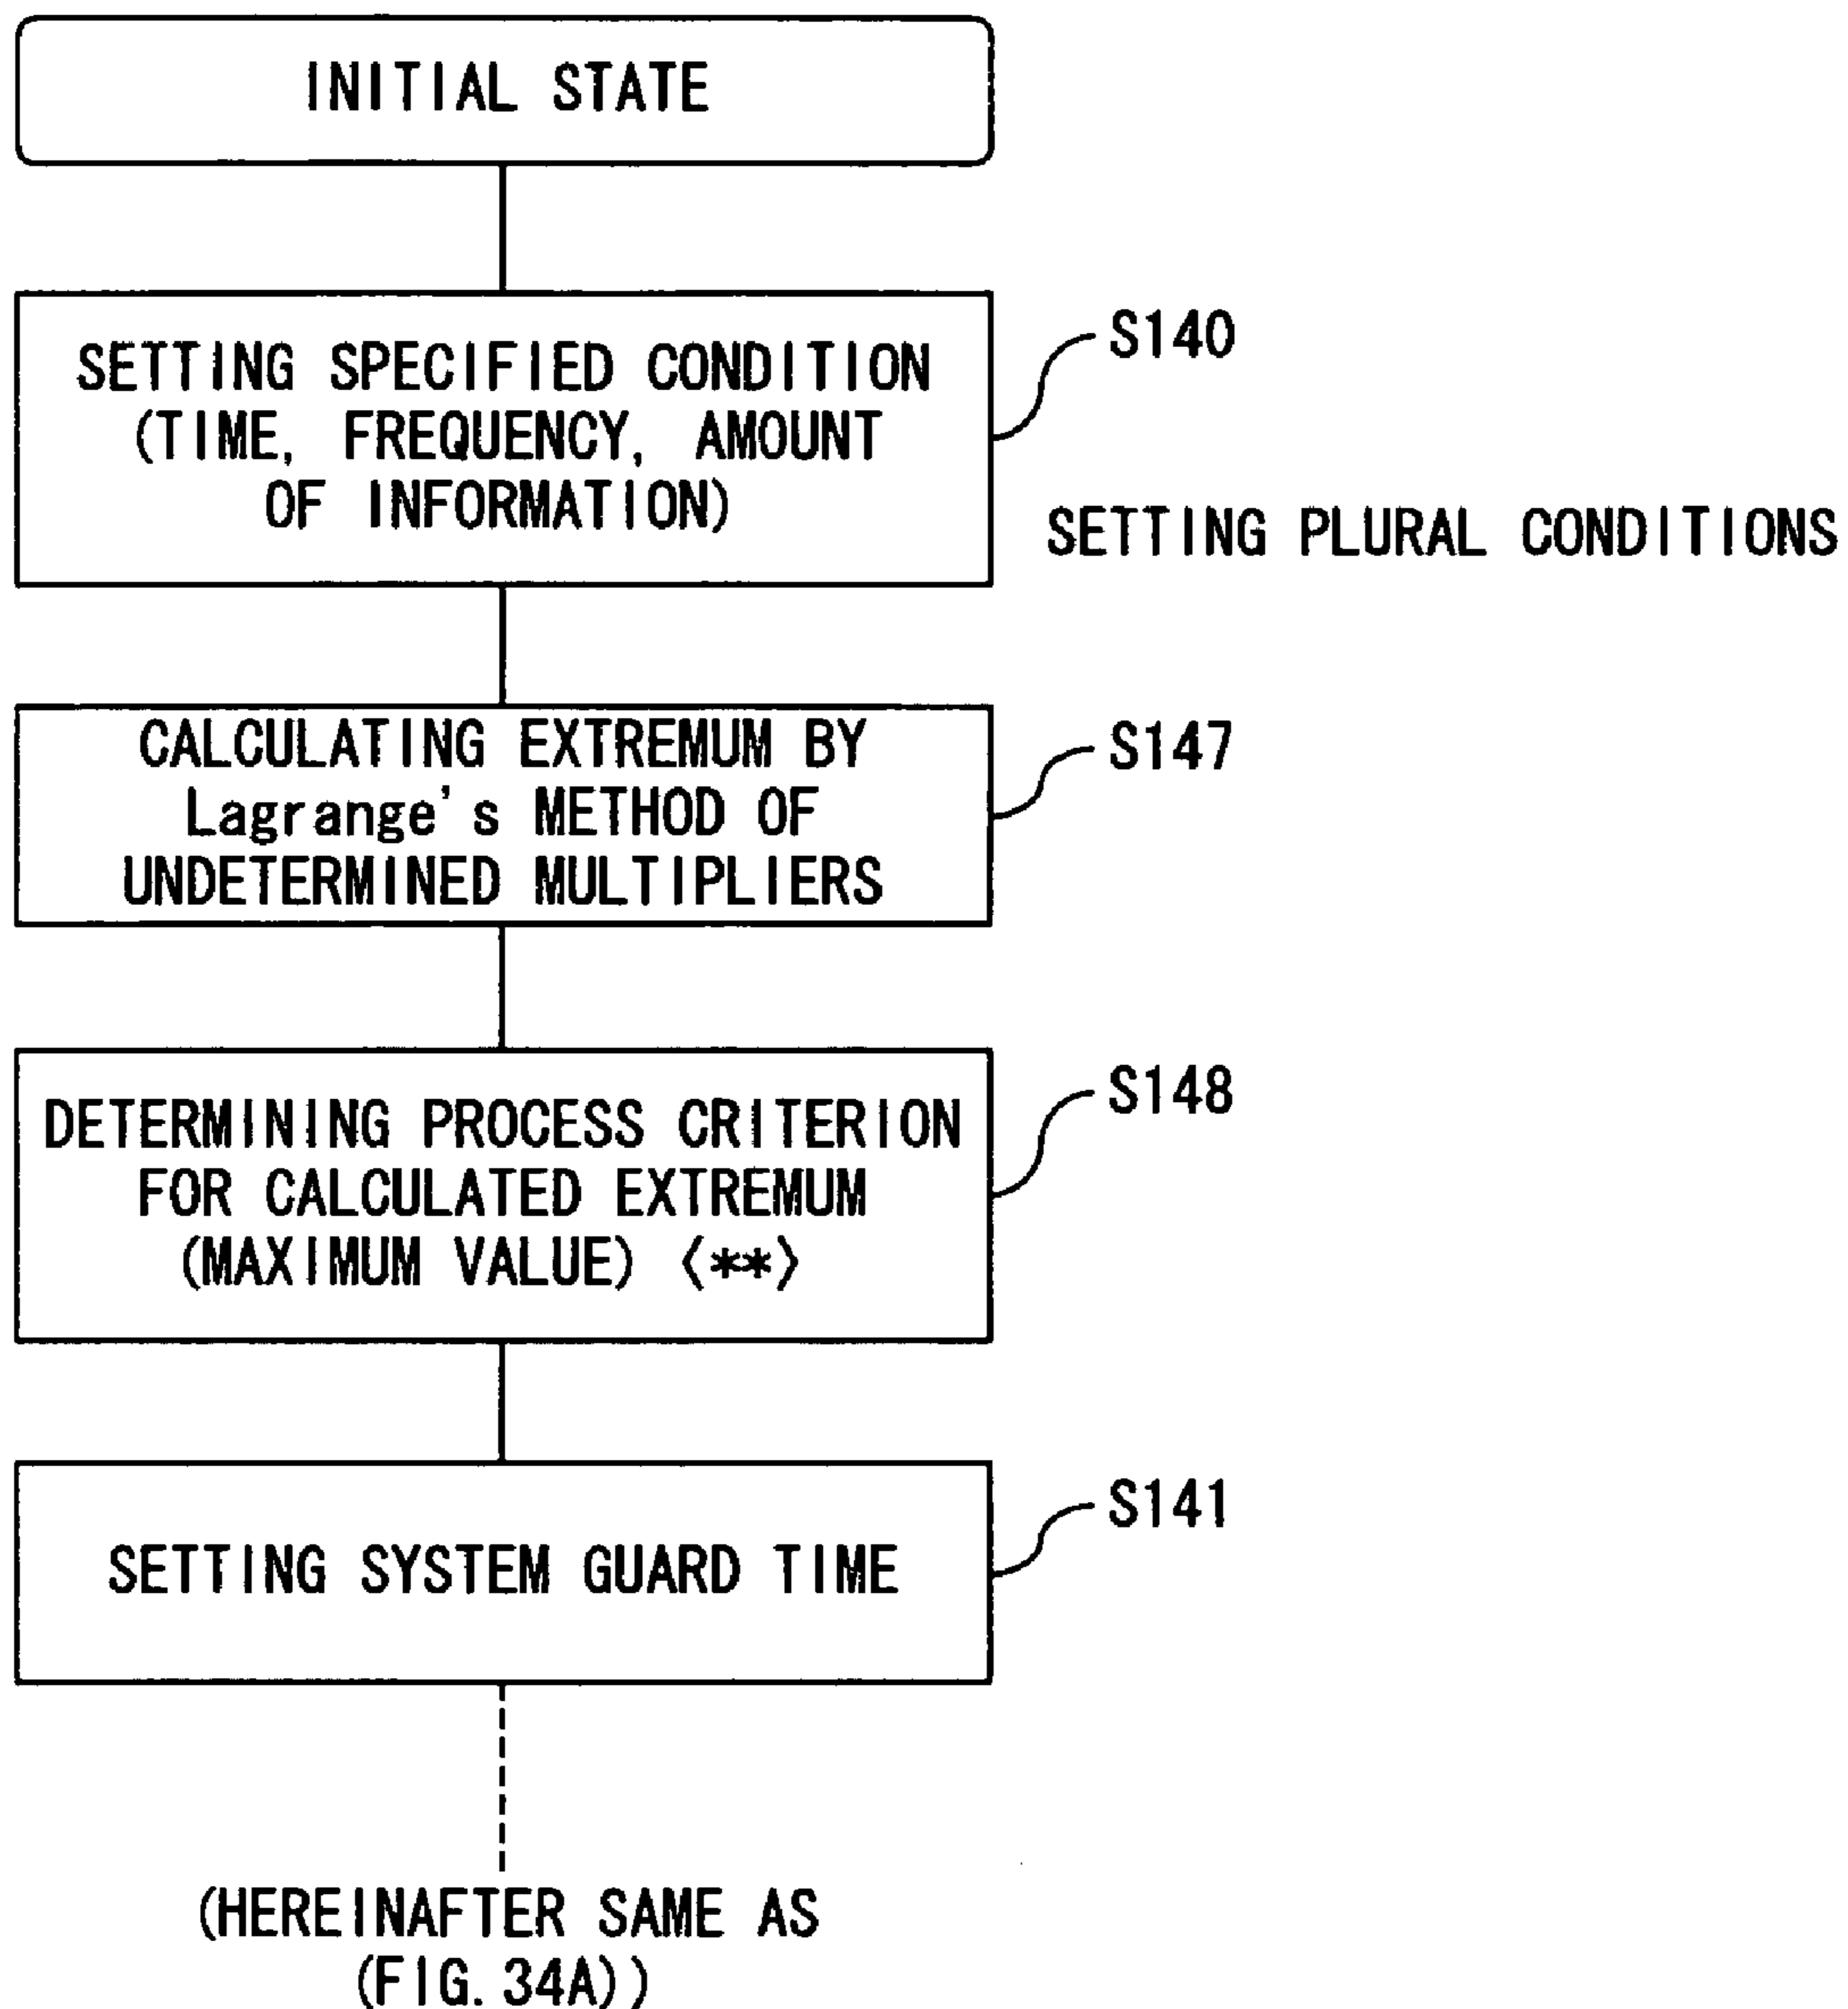 INITIAL STATE
SETTING SPECIFIED CONDITION
(TIME, FREQUENCY, AMOUNT
OF INFORMATION)
S140
SETTING PLURAL CONDITIONS
CALCULATING EXTREMUM BY
Lagrange's METHOD OF
UNDETERMINED MULTIPLIERS
S147
DETERMINING PROCESS CRITERION
FOR CALCULATED EXTREMUM
(MAXIMUM VALUE) 〈**〉
S148
SETTING SYSTEM GUARD TIME
S141
(HEREINAFTER SAME AS
(FIG. 34A))